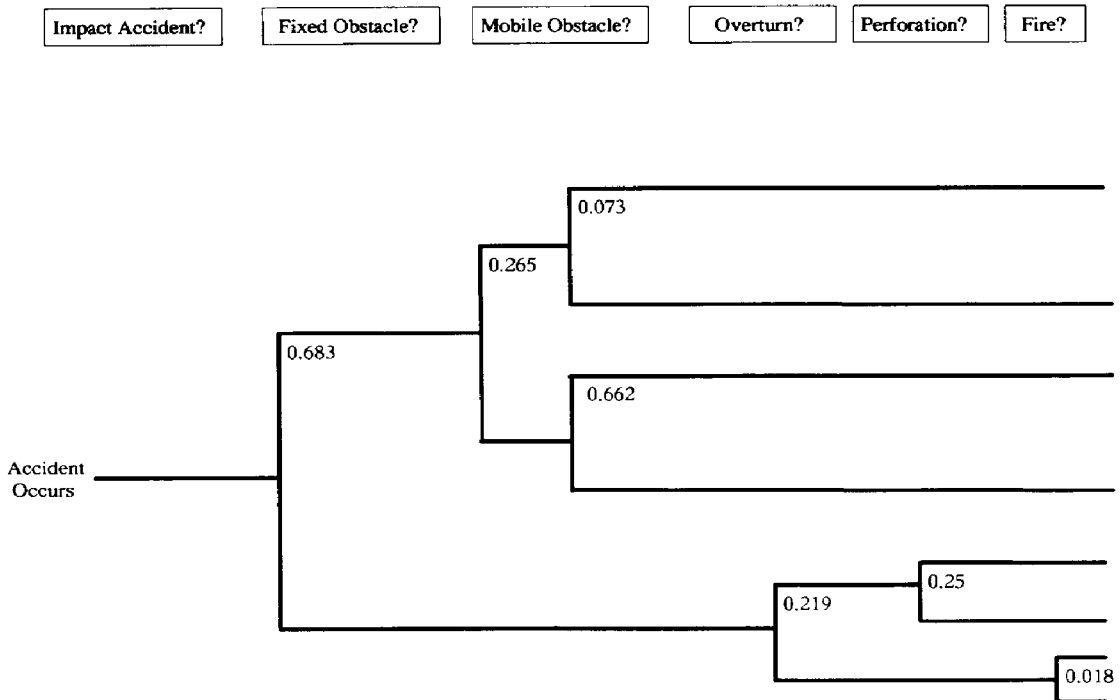 Impact Accident?
Fixed Obstacle?
Mobile Obstacle?
Overturn?
Perforation?
Fire?
0.073
0.265
0.683
0.662
Accident
Occurs
0.25
0.219
0.018